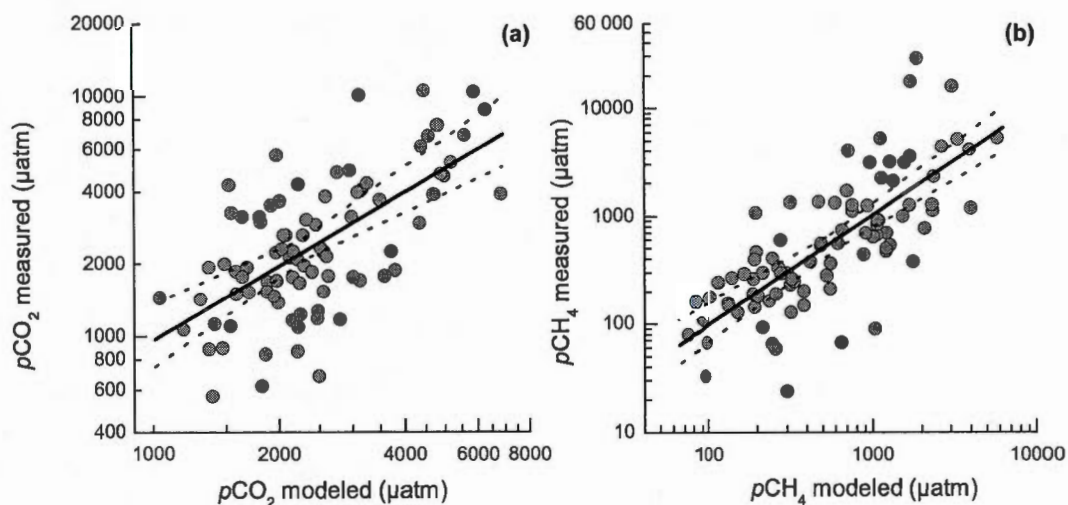 (a)
20000
10000
8000
6000
4000
2000
1000
800
600
400
pCO₂ measured (µatm)
1000 2000 4000 6000 8000
pCO₂ modeled (µatm)
(b)
60 000
10000
1000
100
10
pCH₄ measured (µatm)
100 1000 10000
pCH₄ modeled (µatm)